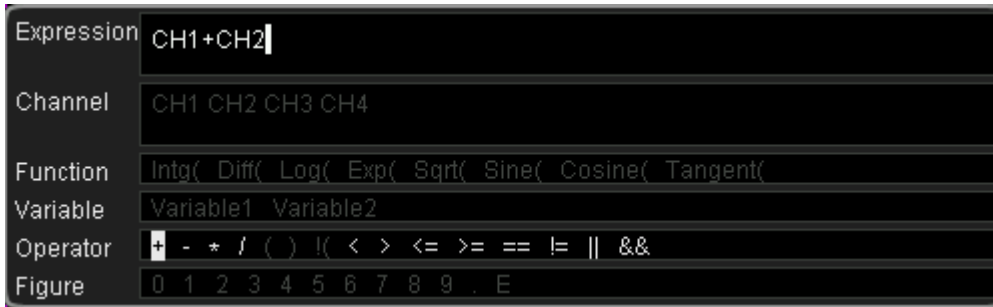 Expression CH1+CH2
Channel CH1 CH2 CH3 CH4
Function Intg( Diff( Log( Exp( Sqrt( Sine( Cosine( Tangent(
Variable Variable1 Variable2
Operator + - * / ( ) !( < > <= >= == != || &&
Figure 0 1 2 3 4 5 6 7 8 9 . E